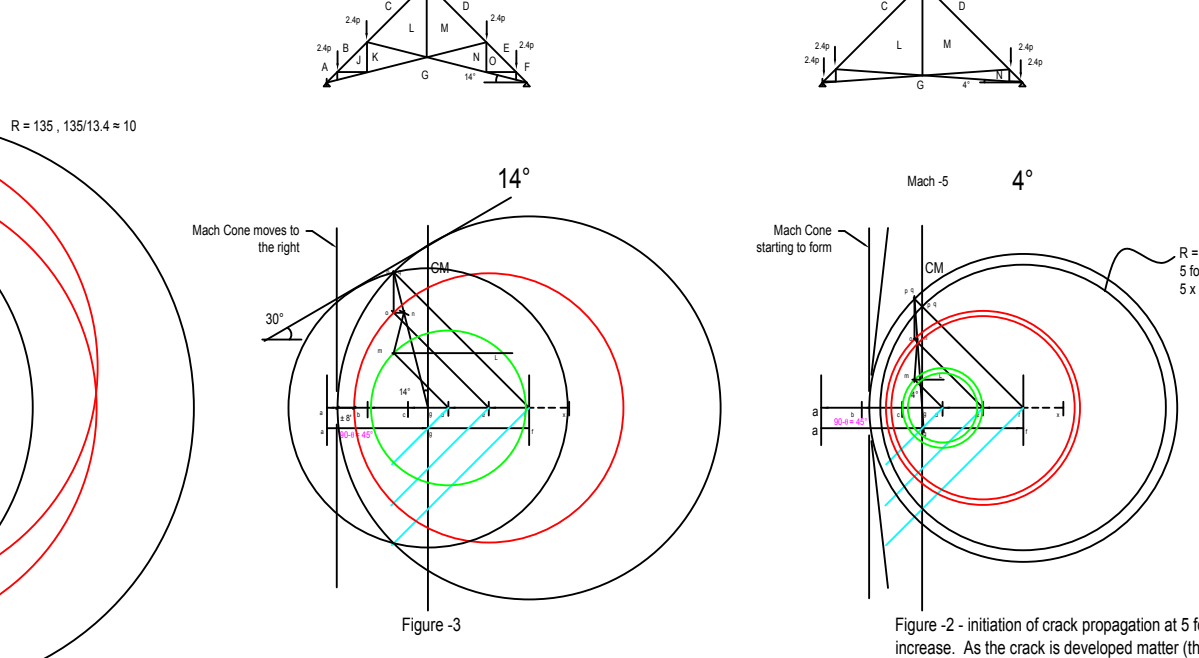 C
D
2.4p
2.4p
L
M
2.4p
B
J
K
N
O
E
2.4p
A
F
G
14°
C
D
2.4p
2.4p
L
M
2.4p
2.4p
N
G
4°
R = 135 , 135/13.4 ≈ 10
14°
Mach -5
4°
Mach Cone moves to
the right
CM
30°
o
n
m
L
14°
a
± 8°
b
c
g
x
a
90-θ = 45°
g
f
Figure -3
Mach Cone
starting to form
CM
R =
5 fo
5 x
p q
p q
m
L
4°
a
b
c
x
a
90-θ = 45°
f
Figure -2 - initiation of crack propagation at 5 fo
increase. As the crack is developed matter (th